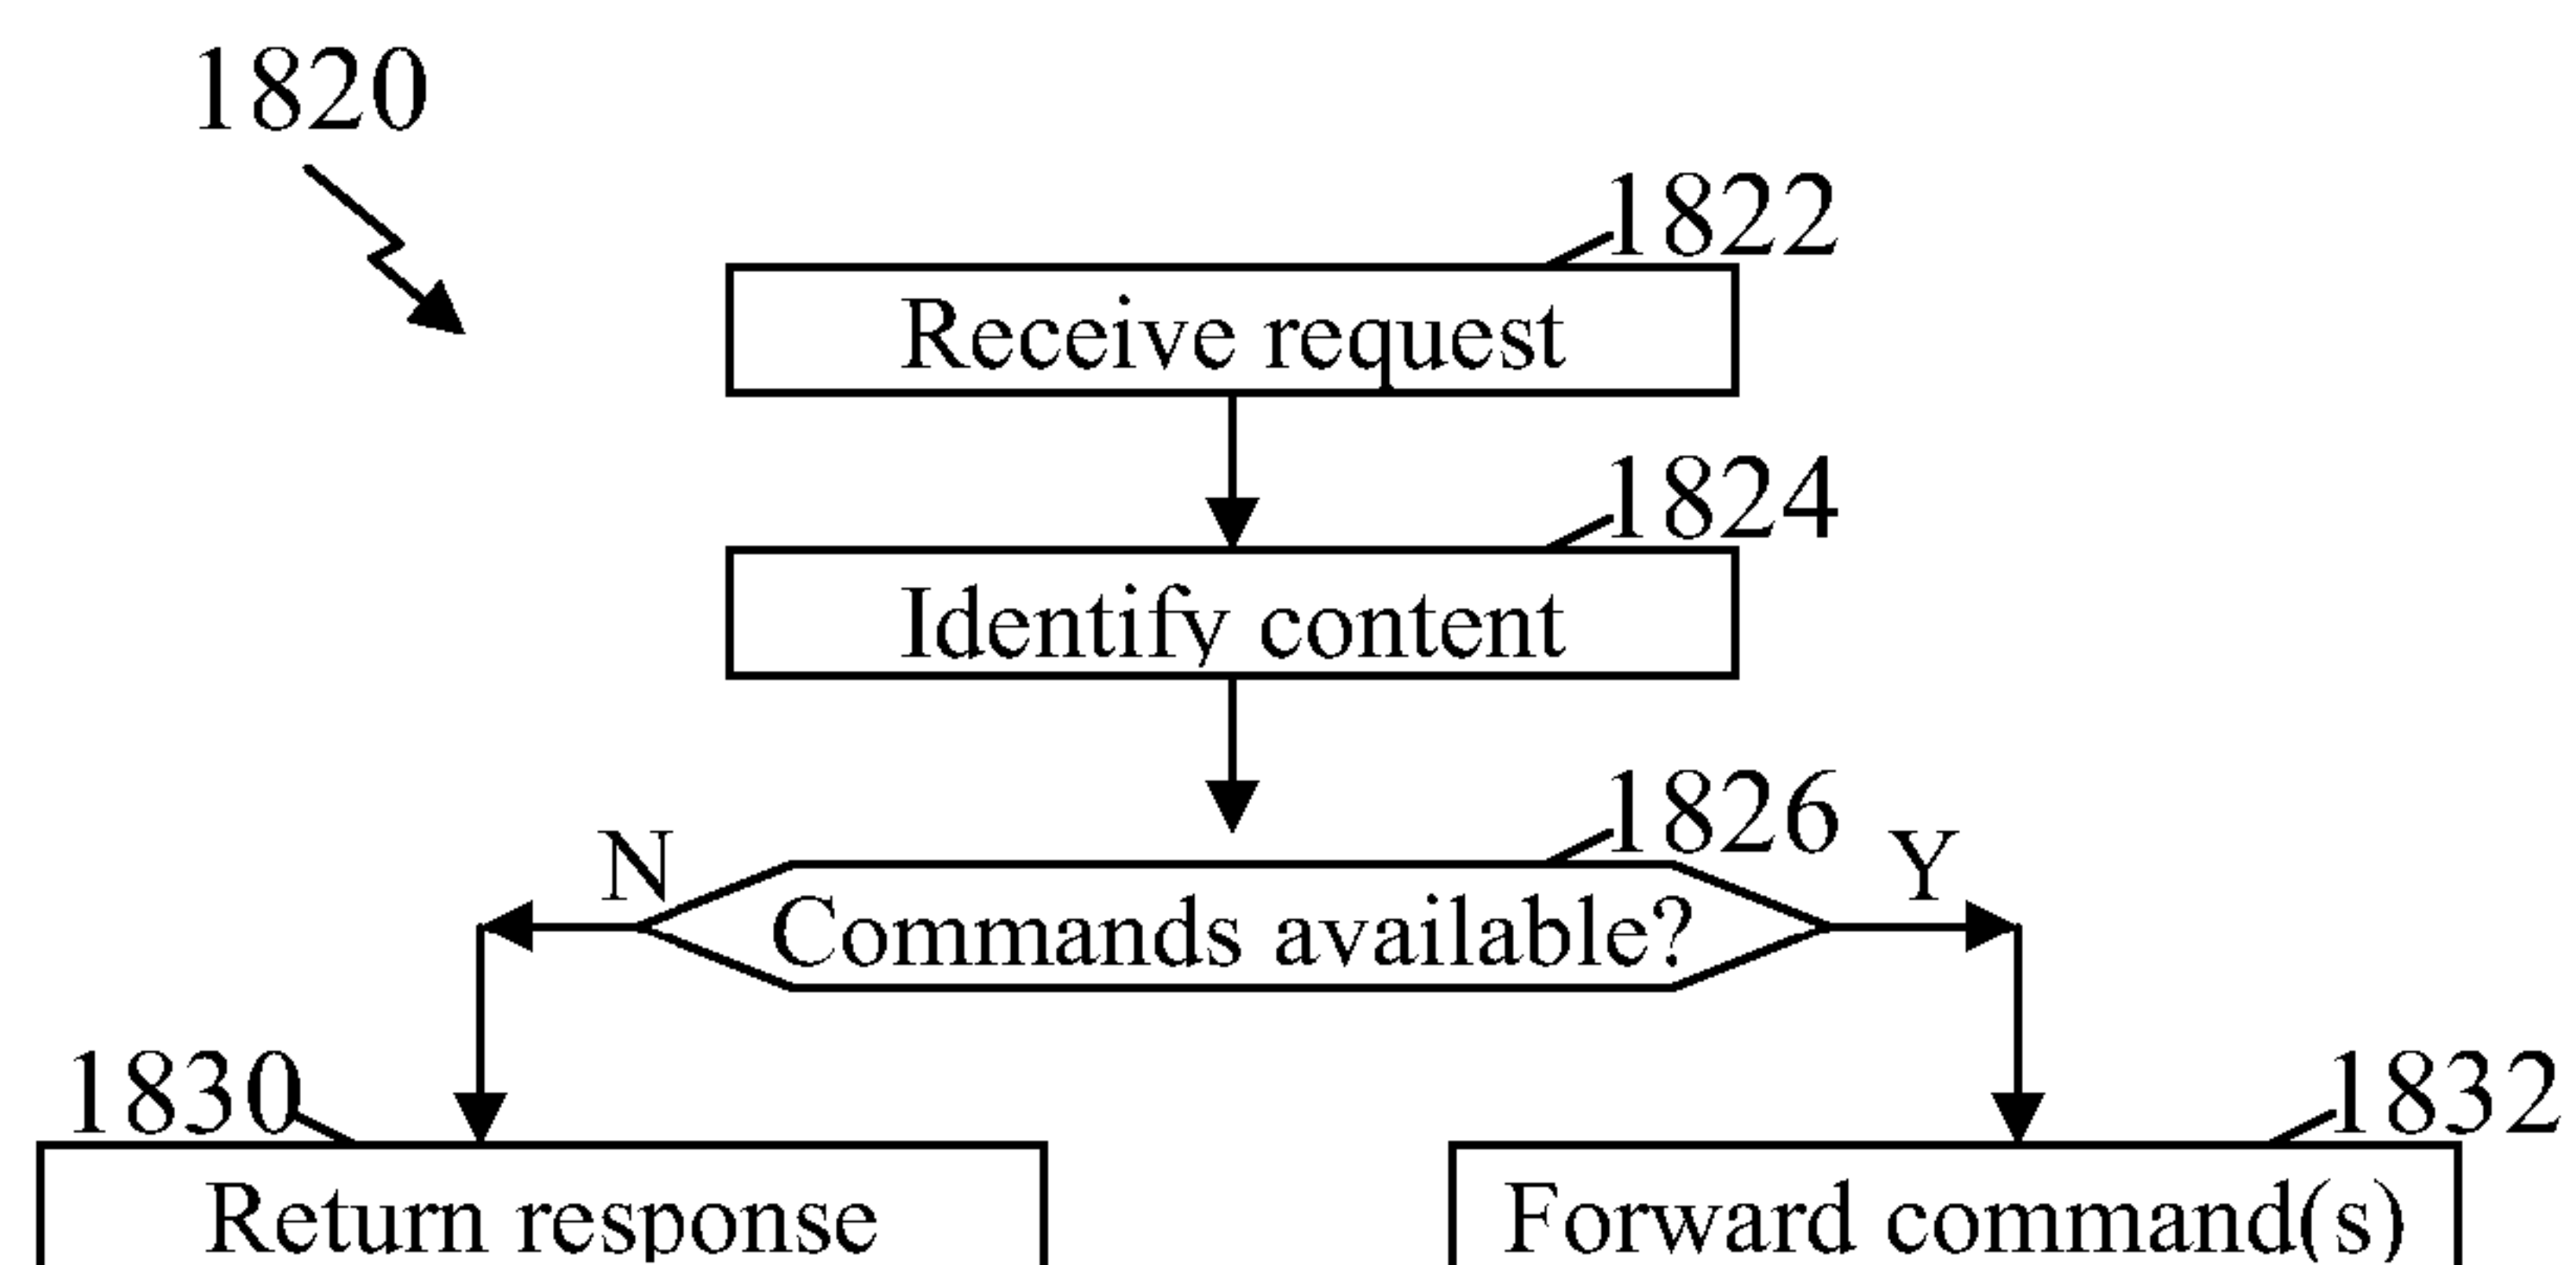 1820
1822
Receive request
1824
Identify content
1826
N
Y
Commands available?
1830
1832
Return response
Forward command(s)